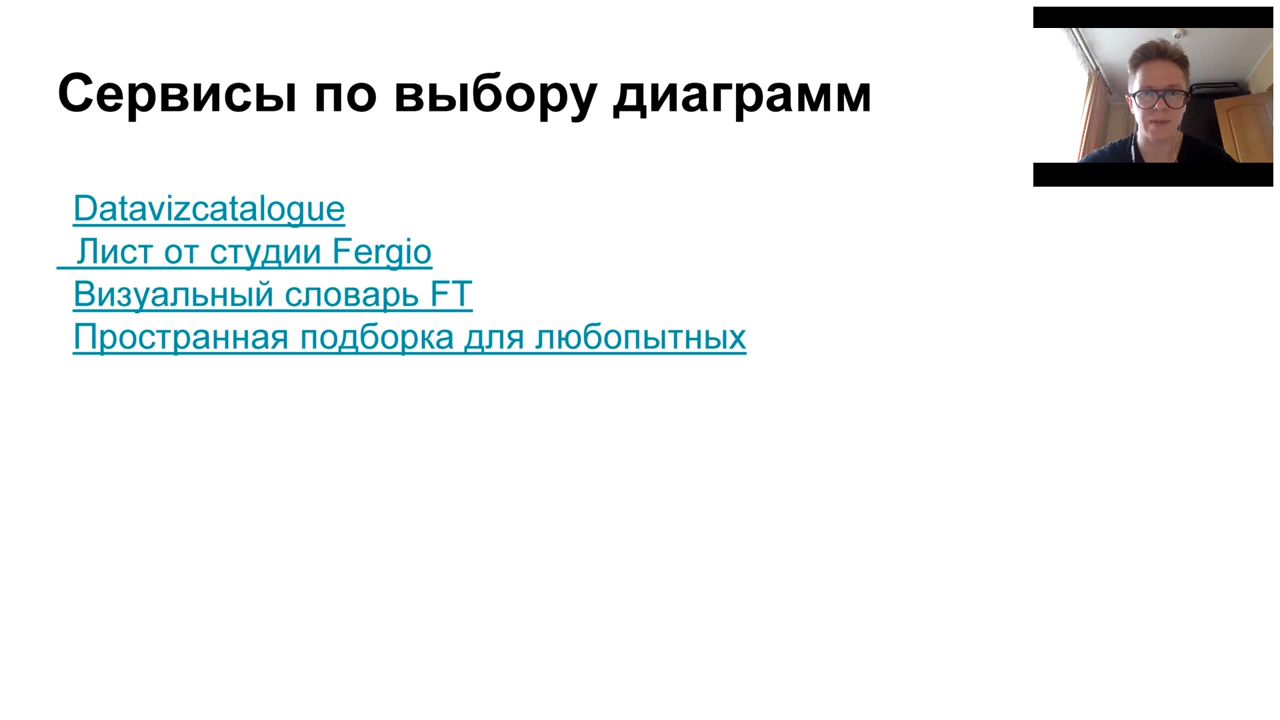 Сервисы по выбору диаграмм
Datavizcatalogue
Лист от студии Fergio
Визуальный словарь FT
Пространная подборка для любопытных